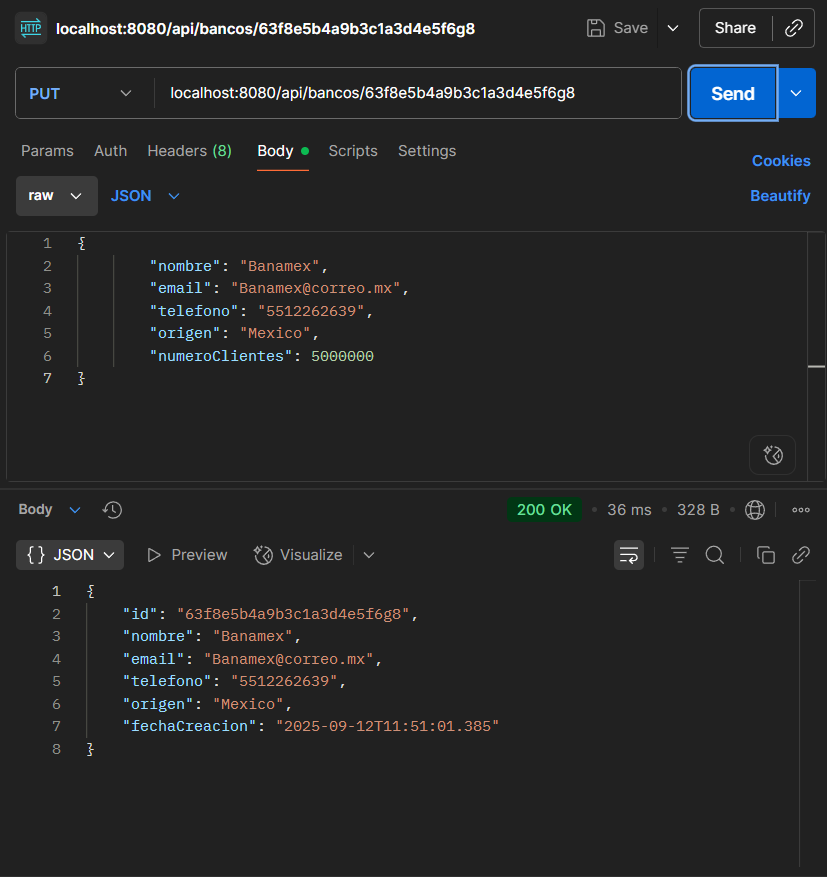 HTTP localhost:8080/api/bancos/63f8e5b4a9b3c1a3d4e5f6g8 Save Share
PUT localhost:8080/api/bancos/63f8e5b4a9b3c1a3d4e5f6g8 Send
Params Auth Headers (8) Body Scripts Settings Cookies
raw JSON Beautify
1 {
2 "nombre": "Banamex",
3 "email": "Banamex@correo.mx",
4 "telefono": "5512262639",
5 "origen": "Mexico",
6 "numeroClientes": 5000000
7 }
Body 200 OK • 36 ms • 328 B •
{} JSON Preview Visualize
1 {
2 "id": "63f8e5b4a9b3c1a3d4e5f6g8",
3 "nombre": "Banamex",
4 "email": "Banamex@correo.mx",
5 "telefono": "5512262639",
6 "origen": "Mexico",
7 "fechaCreacion": "2025-09-12T11:51:01.385"
8 }